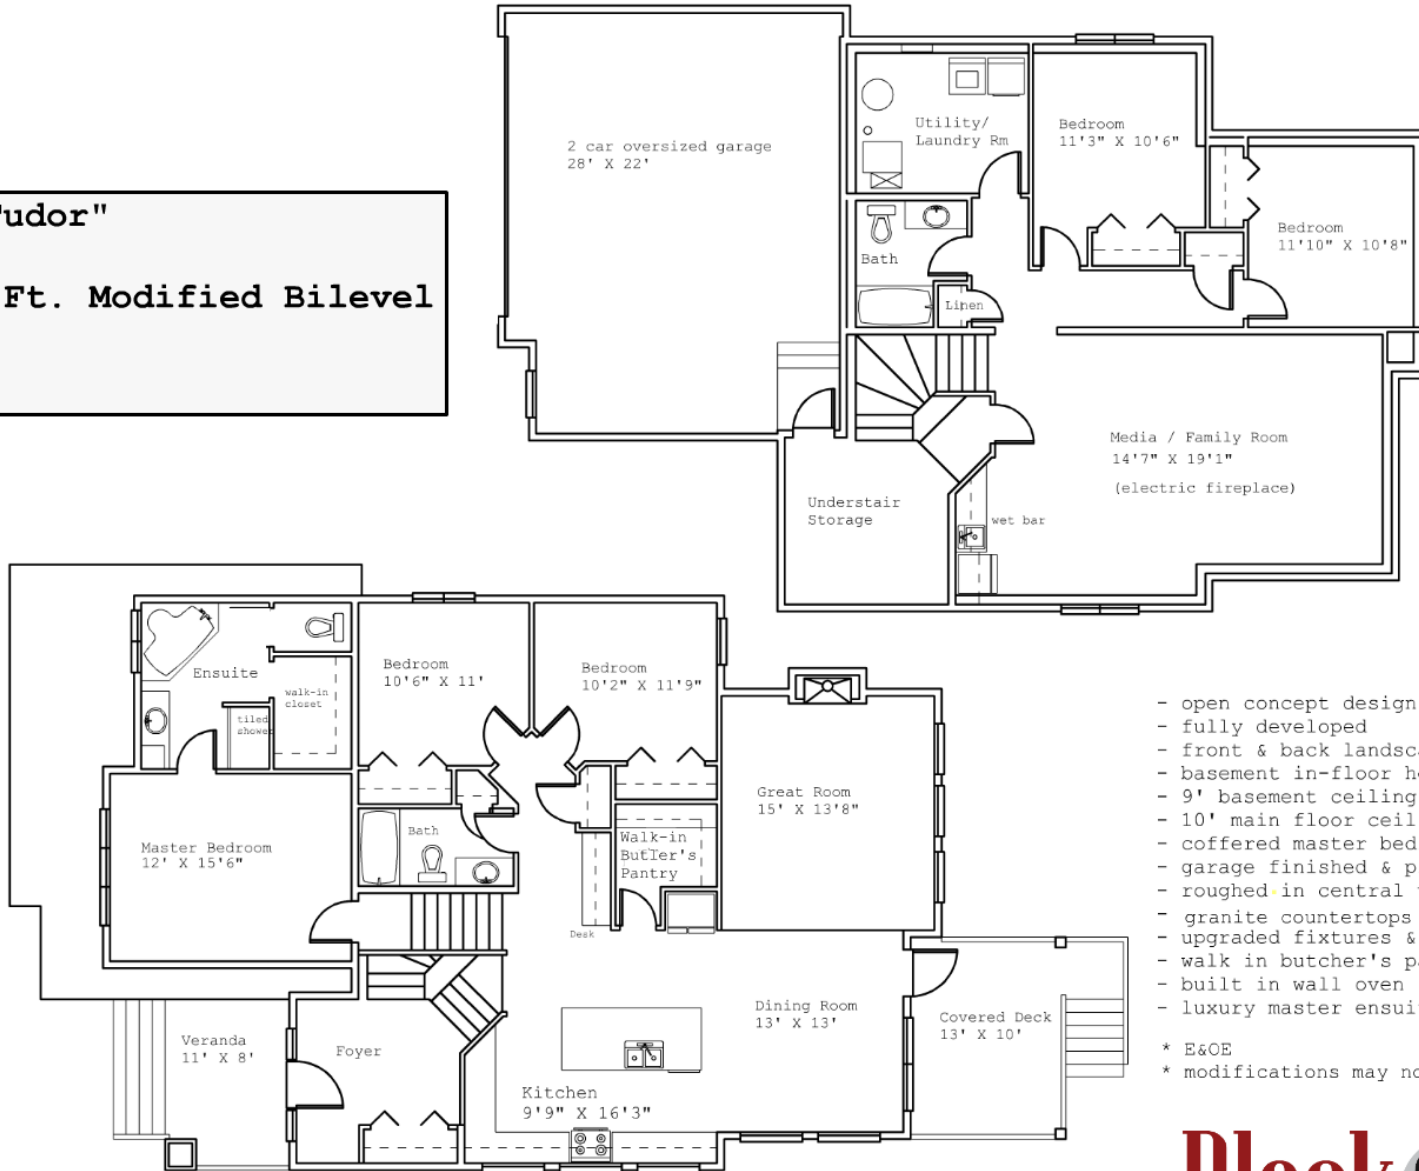 Tudor"
Ft. Modified Bilevel
2 car oversized garage
28' X 22'
Utility/
Laundry Rm
Bedroom
11'3" X 10'6"
Bedroom
11'10" X 10'8"
Bath
Linen
Media / Family Room
14'7" X 19'1"
(electric fireplace)
Understair
Storage
wet bar
Ensuite
walk-in
closet
tiled
shower
Bedroom
10'6" X 11'
Bedroom
10'2" X 11'9"
Great Room
15' X 13'8"
Master Bedroom
12' X 15'6"
Bath
Walk-in
Butler's
Pantry
Desk
Veranda
11' X 8'
Foyer
Kitchen
9'9" X 16'3"
Dining Room
13' X 13'
Covered Deck
13' X 10'
- open concept design
- fully developed
- front & back landsc
- basement in-floor h
- 9' basement ceiling
- 10' main floor ceil
- coffered master bed
- garage finished & p
- roughed in central
- granite countertops
- upgraded fixtures &
- walk in butcher's p
- built in wall oven
- luxury master ensui
* E&OE
* modifications may no